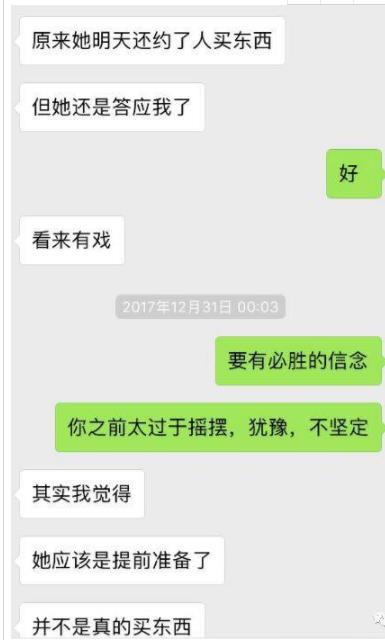 原来她明天还约了人买东西
但她还是答应我了
好
看来有戏
2017年12月31日 00:03
要有必胜的信念
你之前太过于摇摆，犹豫，不坚定
其实我觉得
她应该是提前准备了
并不是真的买东西